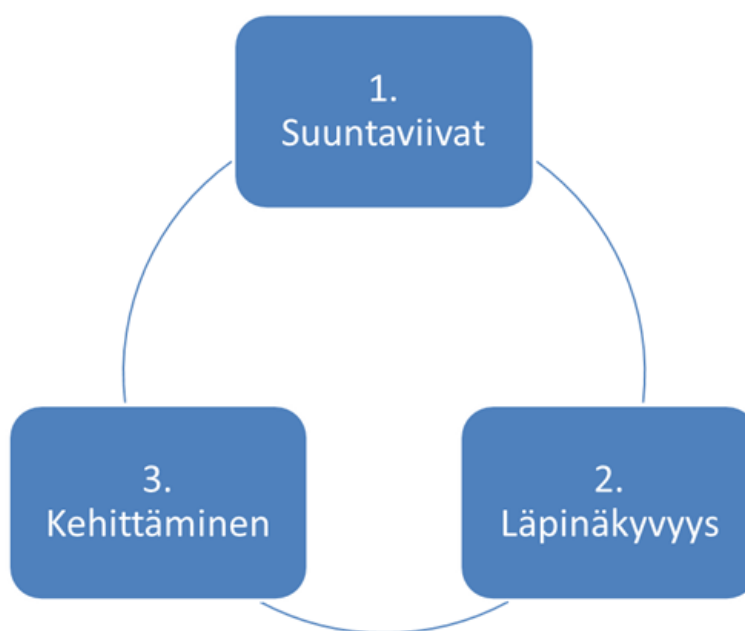 1.
Suuntaviivat
2.
Läpinäkyvyys
3.
Kehittäminen